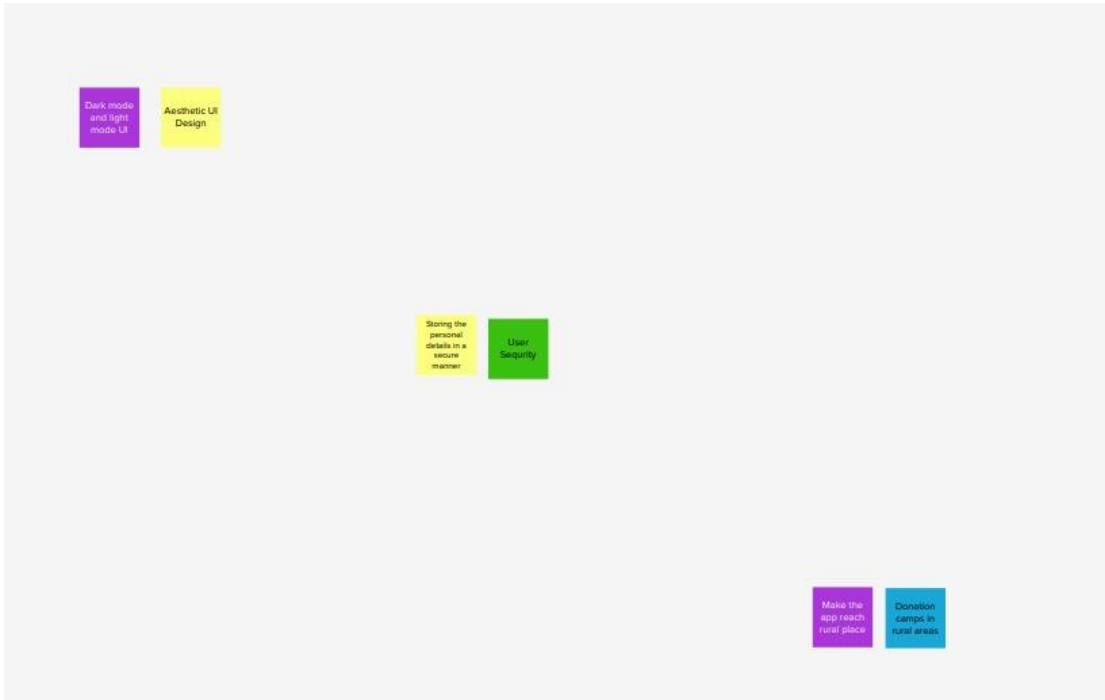 Dark mode
and light
mode UI
Aesthetic UI
Design
Storing the
personal
details in a
secure
manner
User
Sequrity
Make the
app reach
rural place
Donation
camps in
rural areas